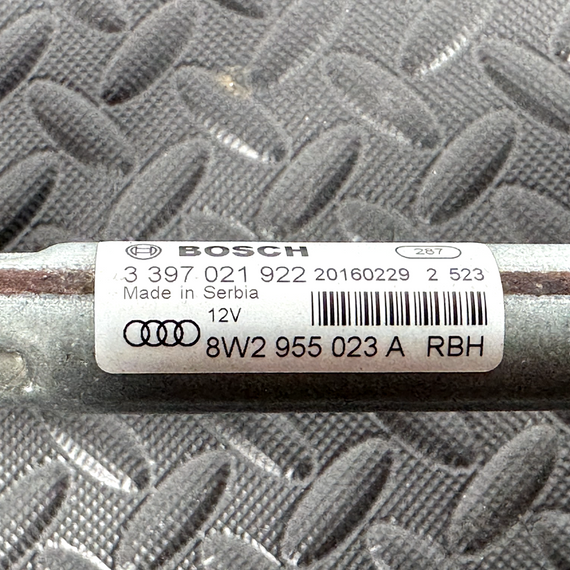 BOSCH 287
3 397 021 922 20160229 2 523
Made in Serbia
12V
8W2 955 023 A RBH